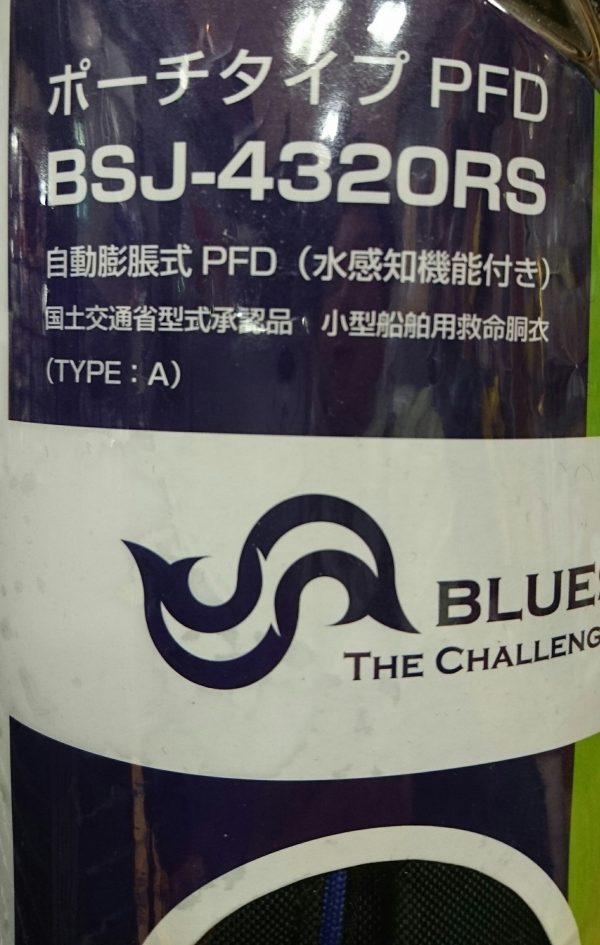 ポーチタイプ PFD
BSJ-4320RS
自動膨脹式 PFD（水感知機能付き）
国土交通省型式承認品 小型船舶用救命胴衣
（TYPE：A）
BLUES
THE CHALLENG